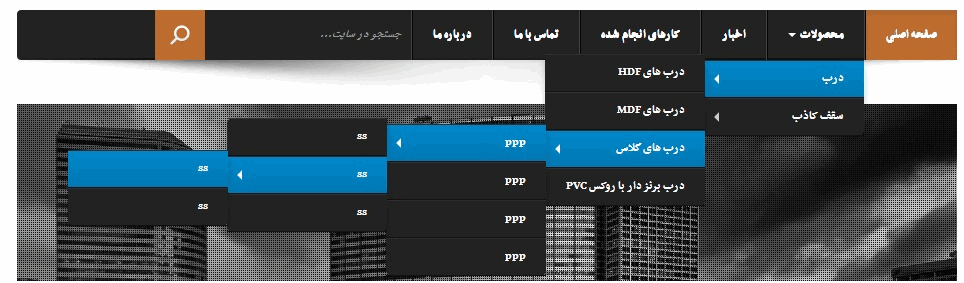 صفحه اصلی
محصولات
اخبار
کارهای انجام شده
تماس با ما
درباره ما
جستجو در سایت...
درب
سقف کاذب
درب های HDF
درب های MDF
درب های کلاس
درب برنز دار با روکس PVC
ppp
ppp
ppp
ppp
ss
ss
ss
ss
ss